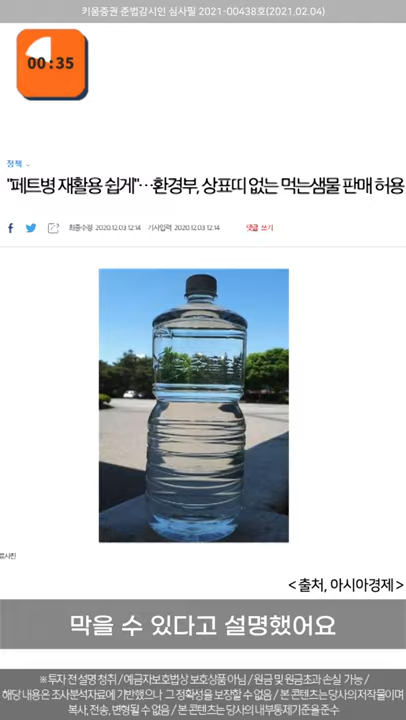 키움증권 준법감시인 심사필 2021-00438호(2021.02.04)
00:35
정책
"페트병 재활용 쉽게"…환경부, 상표띠 없는 먹는샘물 판매 허용
최종수정 2020.12.03 12:14 기사입력 2020.12.03 12:14 댓글 쓰기
료사진
<출처, 아시아경제>
막을 수 있다고 설명했어요
※ 투자 전 설명 청취 / 예금자보호법상 보호상품 아님 / 원금 및 원금초과 손실 가능 /
해당 내용은 조사분석자료에 기반했으나 그 정확성을 보장할 수 없음 / 본 콘텐츠는 당사의 저작물이며
복사, 전송, 변형될 수 없음 / 본 콘텐츠는 당사의 내부통제기준을 준수